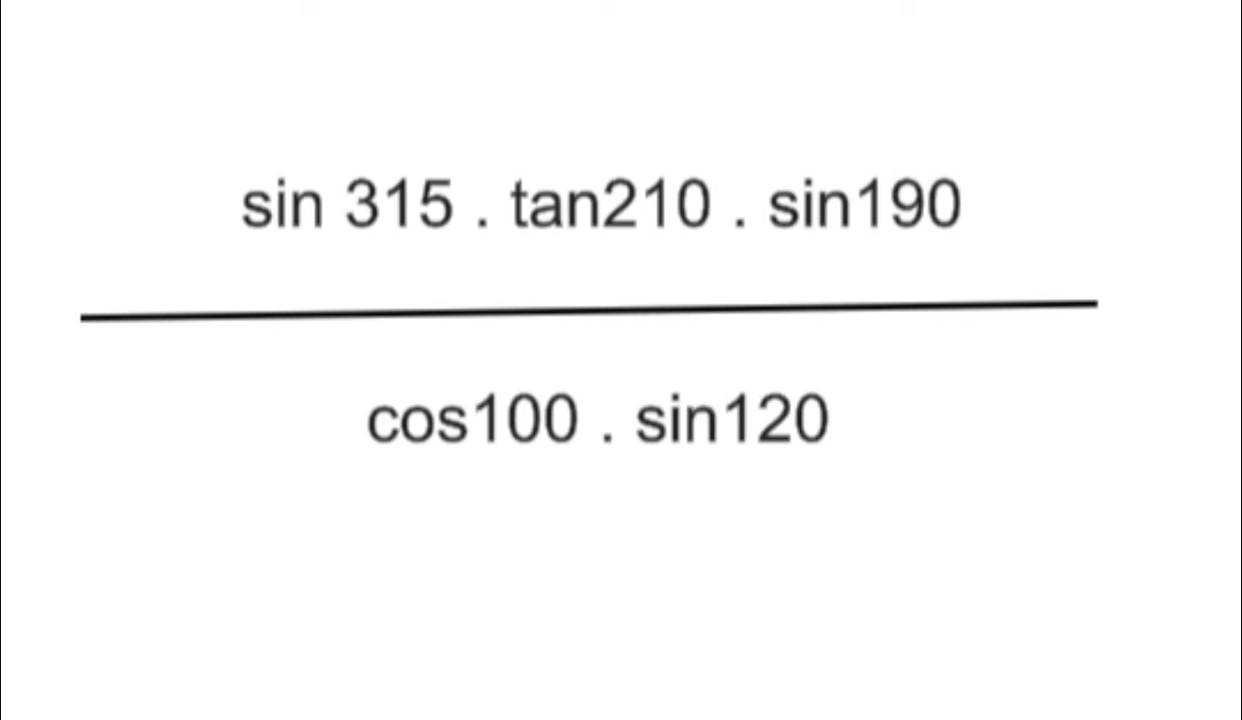 sin 315 . tan210 . sin190
cos100 . sin120